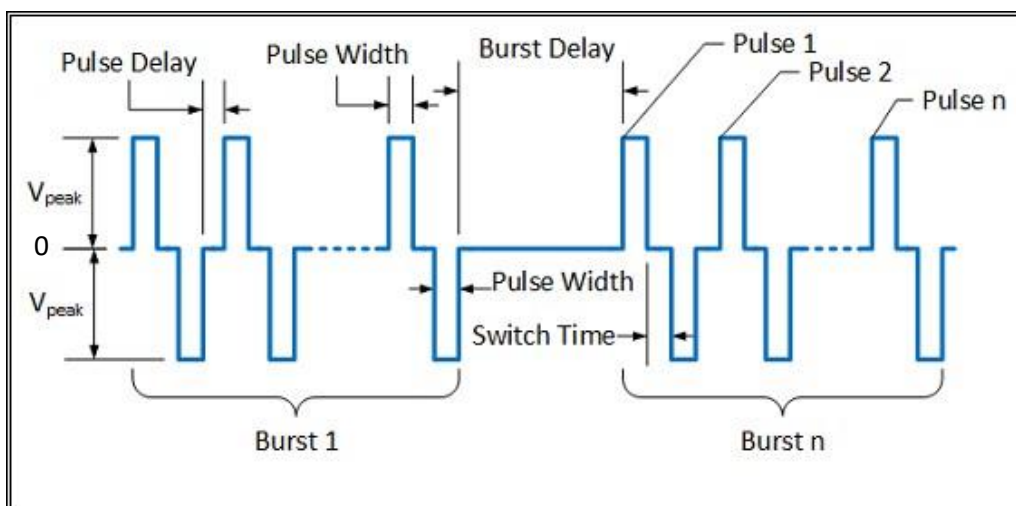 Pulse Delay
Pulse Width
Burst Delay
Pulse 1
Pulse 2
Pulse n
Vpeak
0
Vpeak
Pulse Width
Switch Time
Burst 1
Burst n